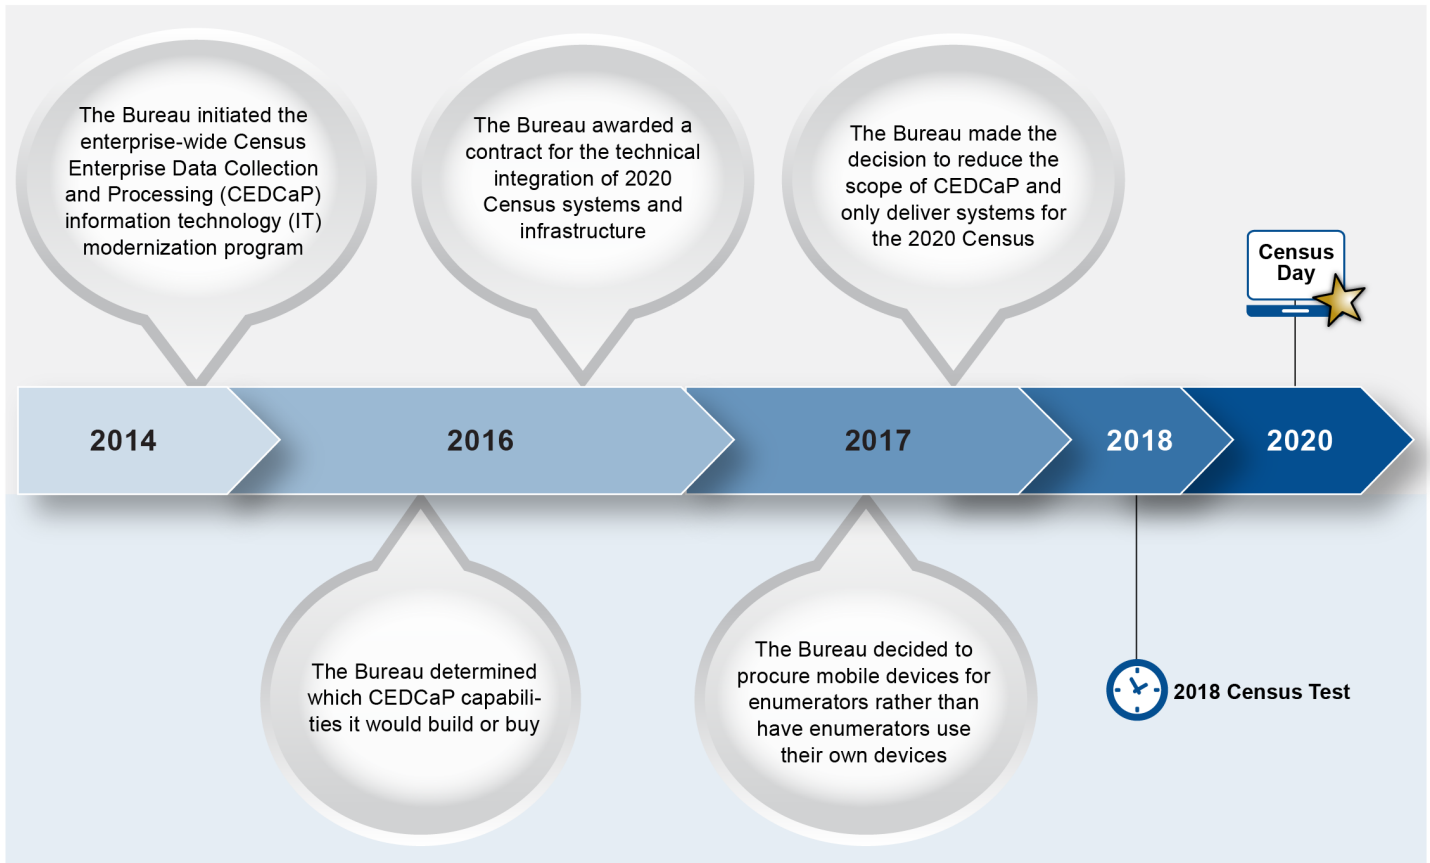 The Bureau initiated the
enterprise-wide Census
Enterprise Data Collection
and Processing (CEDCaP)
information technology (IT)
modernization program
The Bureau awarded a
contract for the technical
integration of 2020
Census systems and
infrastructure
The Bureau made the
decision to reduce the
scope of CEDCaP and
only deliver systems for
the 2020 Census
Census
Day
2014
2016
2017
2018
2020
The Bureau determined
which CEDCaP capabili-
ties it would build or buy
The Bureau decided to
procure mobile devices for
enumerators rather than
have enumerators use
their own devices
2018 Census Test